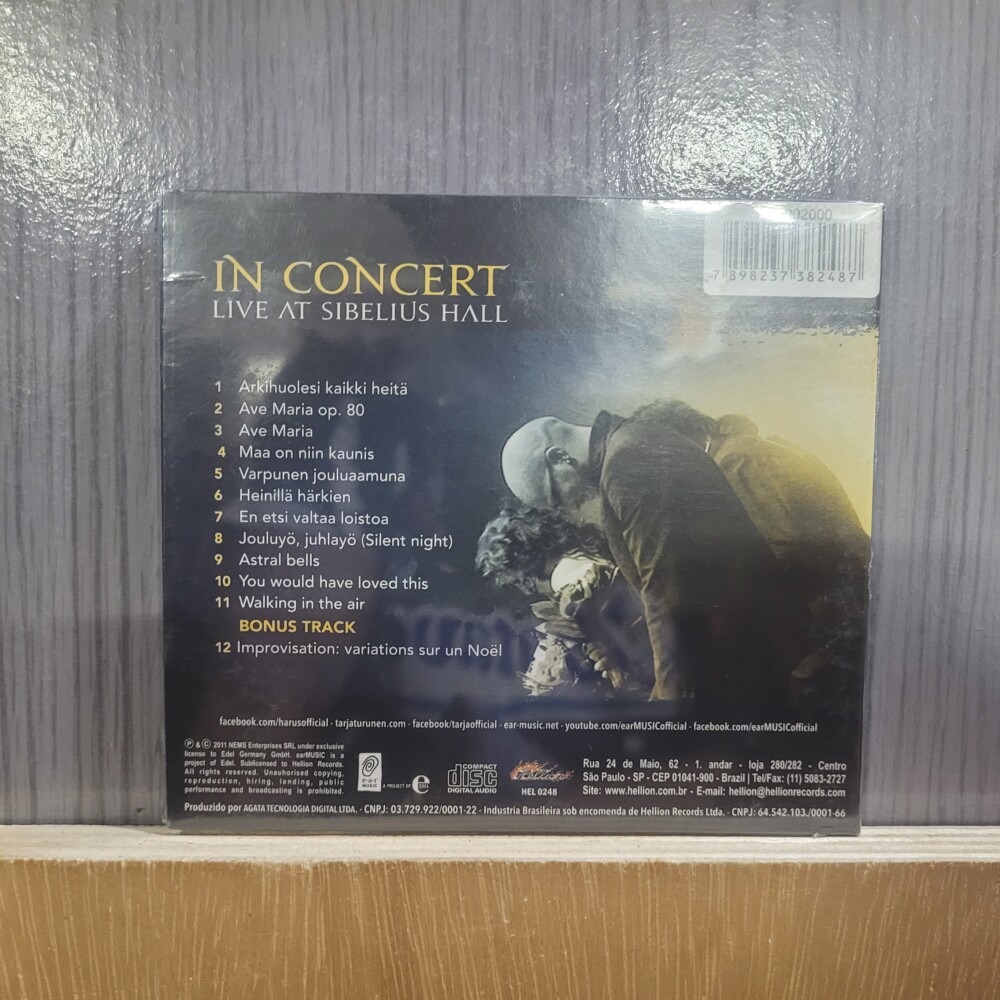 02000
7 898237 382487
IN CONCERT
LIVE AT SIBELIUS HALL
1 Arkihuolesi kaikki heitä
2 Ave Maria op. 80
3 Ave Maria
4 Maa on niin kaunis
5 Varpunen jouluaamuna
6 Heinillä härkien
7 En etsi valtaa loistoa
8 Jouluyö, juhlayö (Silent night)
9 Astral bells
10 You would have loved this
11 Walking in the air
BONUS TRACK
12 Improvisation: variations sur un Noël
facebook.com/harusofficial - tarjaturunen.com - facebook/tarjaofficial - ear-music.net - youtube.com/earMUSICofficial - facebook.com/earMUSICofficial
℗ & © 2011 NEMS Enterprises SRL under exclusive
license to Edel Germany GmbH. earMUSIC is a
project of Edel. Sublicensed to Hellion Records.
All rights reserved. Unauthorised copying,
reproduction, hiring, lending, public
performance and broadcasting is prohibited.
e·a·r
MUSIC
A PROJECT OF
EDEL
COMPACT
disc
DIGITAL AUDIO
Hellion
HEL 0248
Rua 24 de Maio, 62 - 1. andar - loja 280/282 - Centro
São Paulo - SP - CEP 01041-900 - Brazil | Tel/Fax: (11) 5083-2727
Site: www.hellion.com.br - E-mail: hellion@hellionrecords.com
Produzido por AGATA TECNOLOGIA DIGITAL LTDA. - CNPJ: 03.729.922/0001-22 - Industria Brasileira sob encomenda de Hellion Records Ltda. - CNPJ: 64.542.103./0001-66